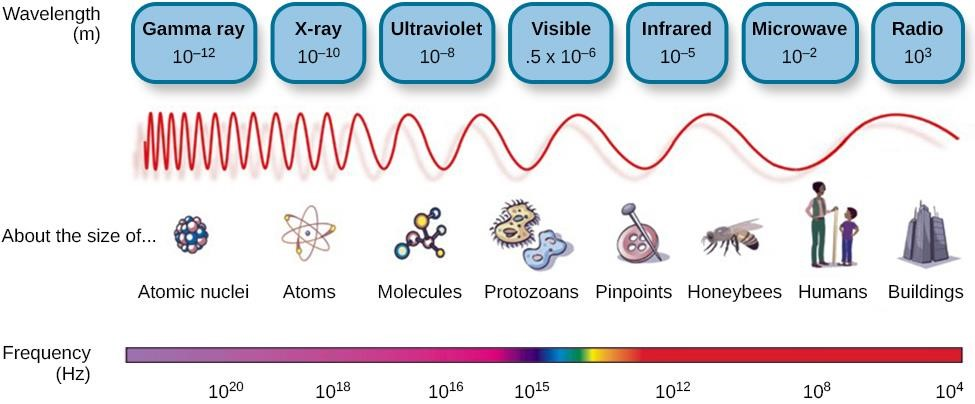 Wavelength
(m)
Gamma ray
10⁻¹²
X-ray
10⁻¹⁰
Ultraviolet
10⁻⁸
Visible
.5 x 10⁻⁶
Infrared
10⁻⁵
Microwave
10⁻²
Radio
10³
About the size of...
Atomic nuclei
Atoms
Molecules
Protozoans
Pinpoints
Honeybees
Humans
Buildings
Frequency
(Hz)
10²⁰
10¹⁸
10¹⁶
10¹⁵
10¹²
10⁸
10⁴